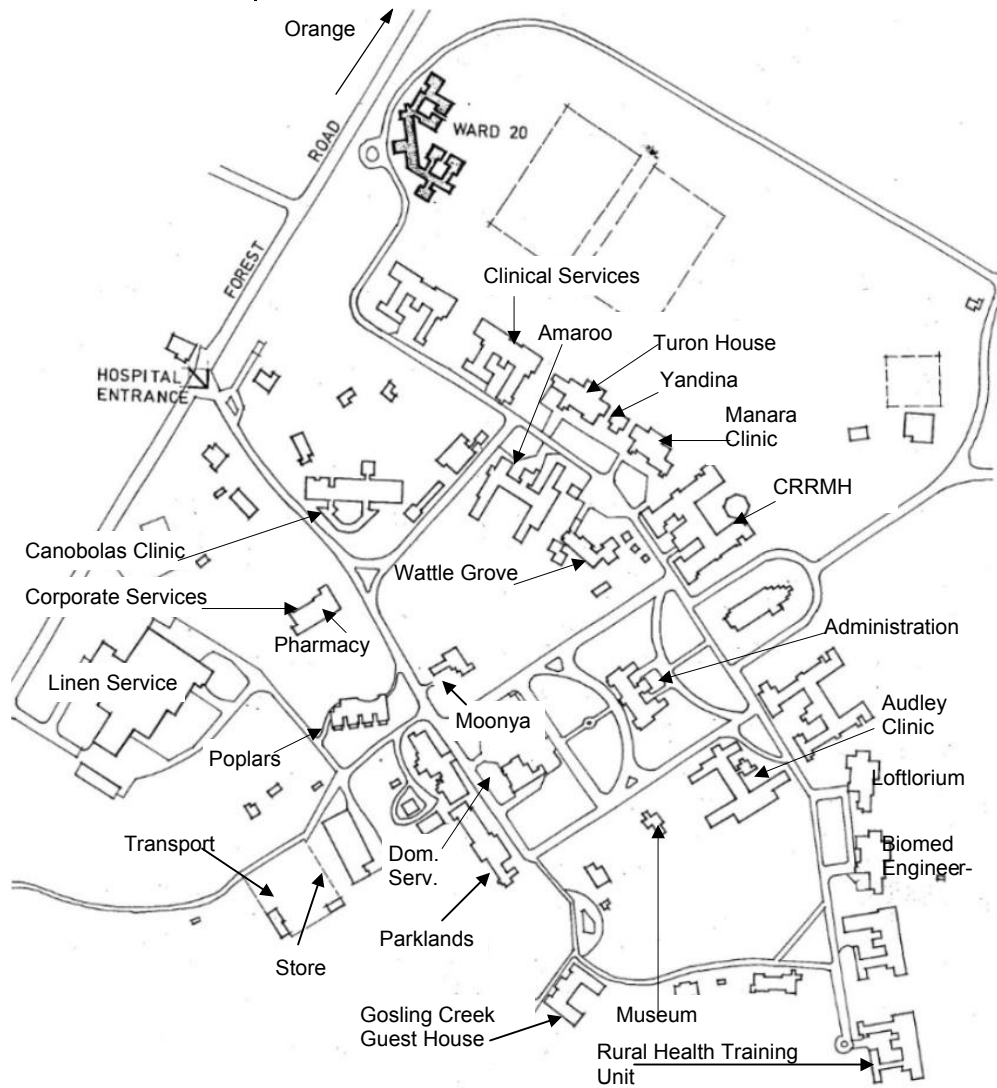 Orange
ROAD
WARD 20
FOREST
Clinical Services
Amaroo
Turon House
Yandina
Manara
Clinic
HOSPITAL
ENTRANCE
CRRMH
Canobolas Clinic
Wattle Grove
Corporate Services
Pharmacy
Administration
Linen Service
Moonya
Audley
Clinic
Poplars
Loftlorium
Transport
Dom.
Serv.
Biomed
Engineer-
Parklands
Store
Gosling Creek
Guest House
Museum
Rural Health Training
Unit